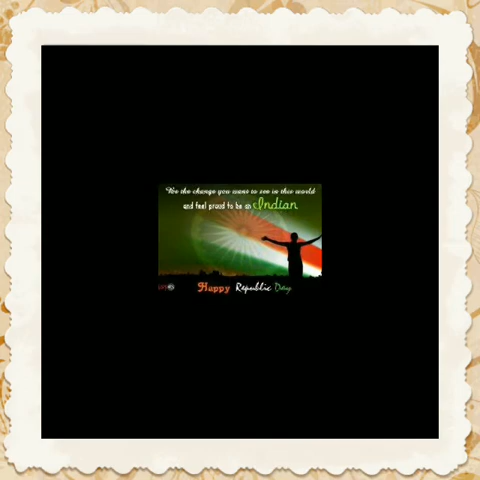 the change you want to see in this world
and feel proud to be an Indian
Happy Republic Day